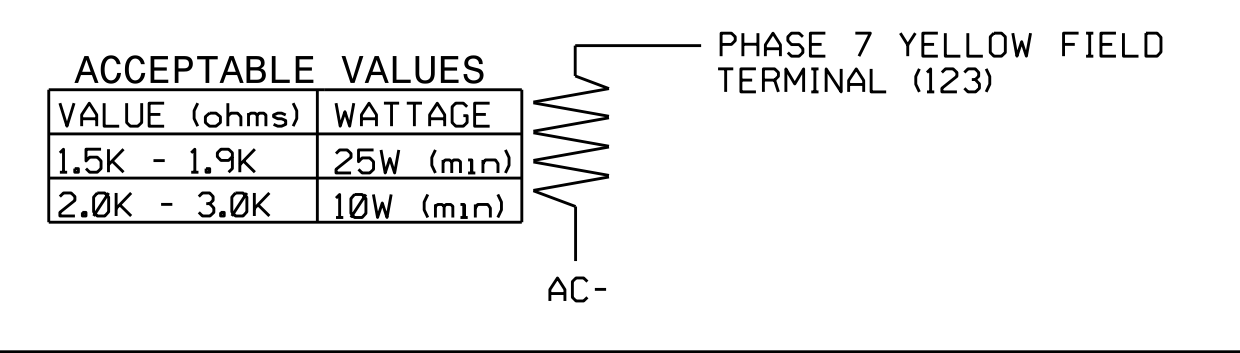 ACCEPTABLE VALUES
VALUE (ohms) WATTAGE
1.5K - 1.9K 25W (min)
2.0K - 3.0K 10W (min)
PHASE 7 YELLOW FIELD
TERMINAL (123)
AC-